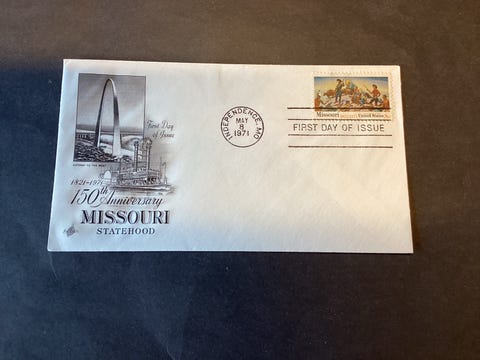 First Day
of Issue
GATEWAY TO THE WEST
1821-1971
150th Anniversary
MISSOURI
STATEHOOD
INDEPENDENCE, MO
MAY
8
1971
Missouri United States
FIRST DAY OF ISSUE